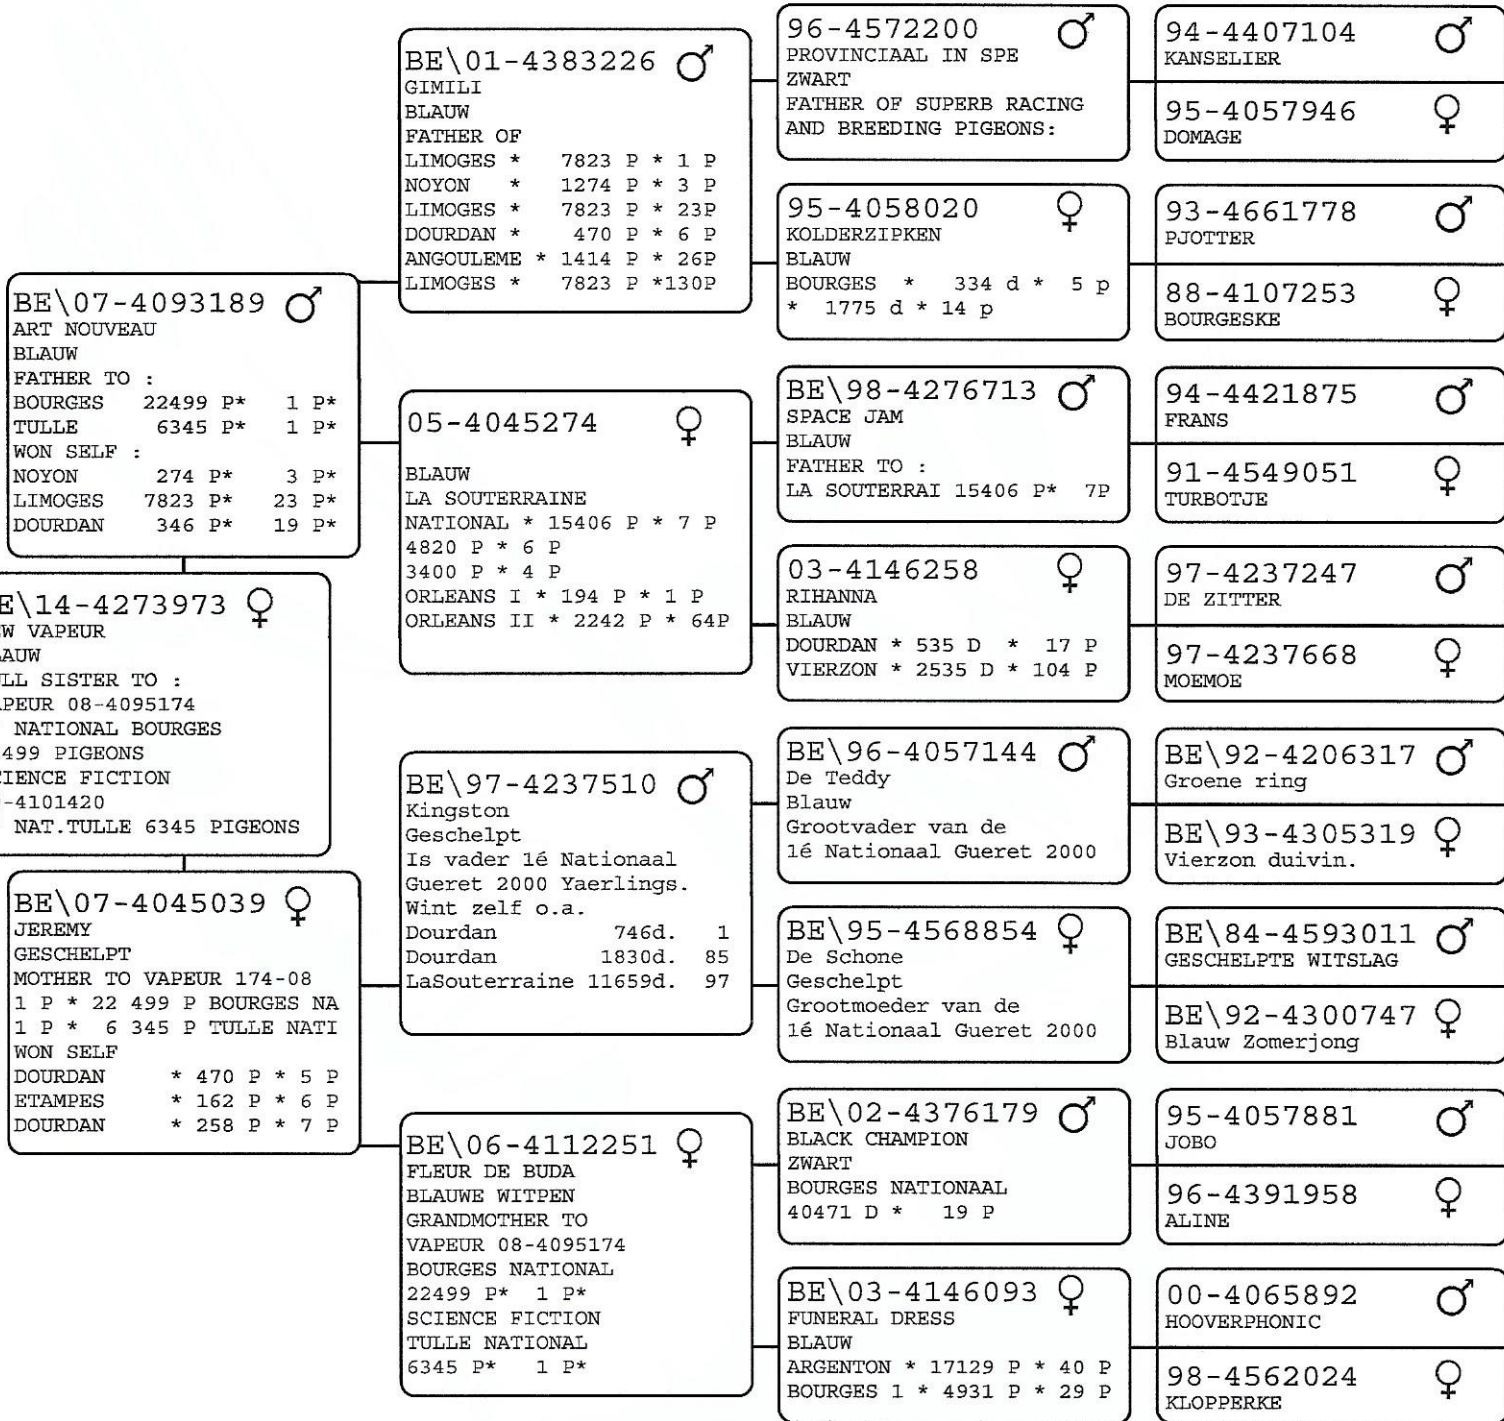 BE\07-4093189 ♂
ART NOUVEAU
BLAUW
FATHER TO :
BOURGES 22499 P* 1 P*
TULLE 6345 P* 1 P*
WON SELF :
NOYON 274 P* 3 P*
LIMOGES 7823 P* 23 P*
DOURDAN 346 P* 19 P*
E\14-4273973 ♀
EW VAPEUR
LAUW
ULL SISTER TO :
APEUR 08-4095174
NATIONAL BOURGES
499 PIGEONS
CIENCE FICTION
-4101420
NAT.TULLE 6345 PIGEONS
BE\07-4045039 ♀
JEREMY
GESCHELPT
MOTHER TO VAPEUR 174-08
1 P * 22 499 P BOURGES NA
1 P * 6 345 P TULLE NATI
WON SELF
DOURDAN * 470 P * 5 P
ETAMPES * 162 P * 6 P
DOURDAN * 258 P * 7 P
BE\01-4383226 ♂
GIMILI
BLAUW
FATHER OF
LIMOGES * 7823 P * 1 P
NOYON * 1274 P * 3 P
LIMOGES * 7823 P * 23P
DOURDAN * 470 P * 6 P
ANGOULEME * 1414 P * 26P
LIMOGES * 7823 P *130P
05-4045274 ♀
BLAUW
LA SOUTERRAINE
NATIONAL * 15406 P * 7 P
4820 P * 6 P
3400 P * 4 P
ORLEANS I * 194 P * 1 P
ORLEANS II * 2242 P * 64P
BE\97-4237510 ♂
Kingston
Geschelpt
Is vader 1é Nationaal
Gueret 2000 Yaerlings.
Wint zelf o.a.
Dourdan 746d. 1
Dourdan 1830d. 85
LaSouterraine 11659d. 97
BE\06-4112251 ♀
FLEUR DE BUDA
BLAUWE WITPEN
GRANDMOTHER TO
VAPEUR 08-4095174
BOURGES NATIONAL
22499 P* 1 P*
SCIENCE FICTION
TULLE NATIONAL
6345 P* 1 P*
96-4572200 ♂
PROVINCIAAL IN SPE
ZWART
FATHER OF SUPERB RACING
AND BREEDING PIGEONS:
95-4058020 ♀
KOLDERZIPKEN
BLAUW
BOURGES * 334 d * 5 p
* 1775 d * 14 p
BE\98-4276713 ♂
SPACE JAM
BLAUW
FATHER TO :
LA SOUTERRAI 15406 P* 7P
03-4146258 ♀
RIHANNA
BLAUW
DOURDAN * 535 D * 17 P
VIERZON * 2535 D * 104 P
BE\96-4057144 ♂
De Teddy
Blauw
Grootvader van de
1é Nationaal Gueret 2000
BE\95-4568854 ♀
De Schone
Geschelpt
Grootmoeder van de
1é Nationaal Gueret 2000
BE\02-4376179 ♂
BLACK CHAMPION
ZWART
BOURGES NATIONAAL
40471 D * 19 P
BE\03-4146093 ♀
FUNERAL DRESS
BLAUW
ARGENTON * 17129 P * 40 P
BOURGES 1 * 4931 P * 29 P
94-4407104 ♂
KANSELIER
95-4057946 ♀
DOMAGE
93-4661778 ♂
PJOTTER
88-4107253 ♀
BOURGESKE
94-4421875 ♂
FRANS
91-4549051 ♀
TURBOTJE
97-4237247 ♂
DE ZITTER
97-4237668 ♀
MOEMOE
BE\92-4206317 ♂
Groene ring
BE\93-4305319 ♀
Vierzon duivin.
BE\84-4593011 ♂
GESCHELPTE WITSLAG
BE\92-4300747 ♀
Blauw Zomerjong
95-4057881 ♂
JOBO
96-4391958 ♀
ALINE
00-4065892 ♂
HOOVERPHONIC
98-4562024 ♀
KLOPPERKE